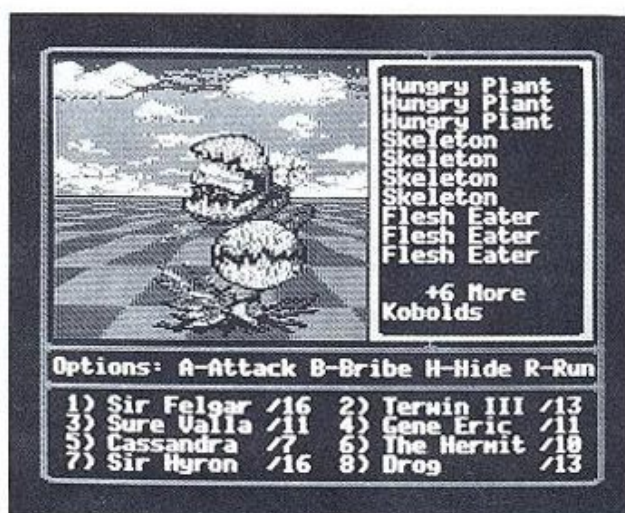 Hungry Plant
Hungry Plant
Hungry Plant
Skeleton
Skeleton
Skeleton
Skeleton
Flesh Eater
Flesh Eater
Flesh Eater
+6 More
Kobolds
Options: A-Attack B-Bribe H-Hide R-Run
1) Sir Felgar /16 2) Terwin III /13
3) Sure Valla /11 4) Gene Eric /11
5) Cassandra /7 6) The Hermit /10
7) Sir Hyron /16 8) Drog /13